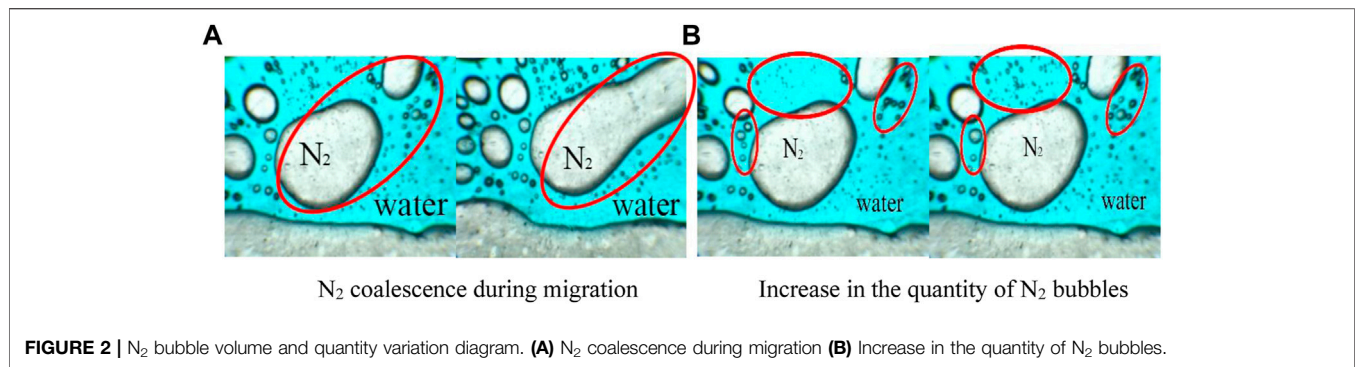 A
B
N₂
water
N₂
water
N₂
water
N₂
water
N₂ coalescence during migration
Increase in the quantity of N₂ bubbles
FIGURE 2 | N₂ bubble volume and quantity variation diagram. (A) N₂ coalescence during migration (B) Increase in the quantity of N₂ bubbles.